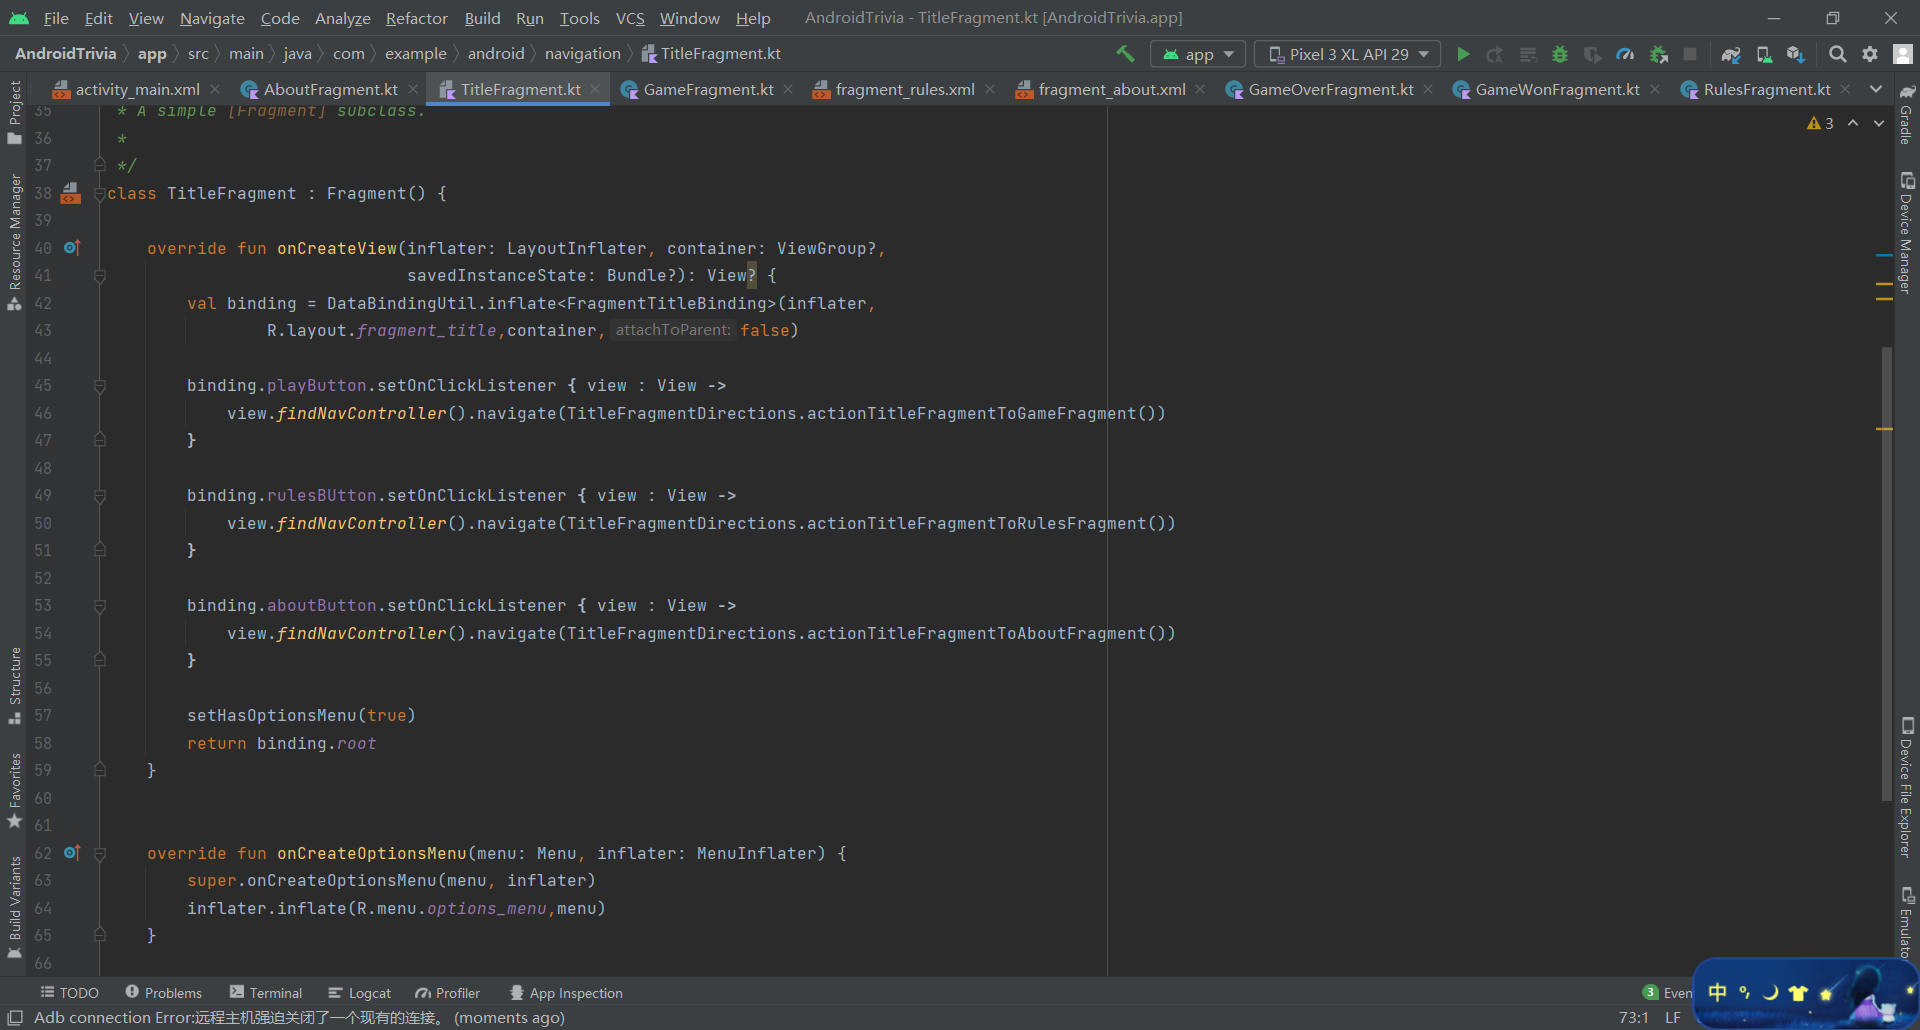 File Edit View Navigate Code Analyze Refactor Build Run Tools VCS Window Help AndroidTrivia - TitleFragment.kt [AndroidTrivia.app]
AndroidTrivia app src main java com example android navigation TitleFragment.kt app Pixel 3 XL API 29
activity_main.xml AboutFragment.kt TitleFragment.kt GameFragment.kt fragment_rules.xml fragment_about.xml GameOverFragment.kt GameWonFragment.kt RulesFragment.kt
Project
Resource Manager
Structure
Favorites
Build Variants
35 * A simple [Fragment] subclass.
36 *
37 */
38 class TitleFragment : Fragment() {
39
40 override fun onCreateView(inflater: LayoutInflater, container: ViewGroup?,
41 savedInstanceState: Bundle?): View? {
42 val binding = DataBindingUtil.inflate<FragmentTitleBinding>(inflater,
43 R.layout.fragment_title,container, attachToParent: false)
44
45 binding.playButton.setOnClickListener { view : View ->
46 view.findNavController().navigate(TitleFragmentDirections.actionTitleFragmentToGameFragment())
47 }
48
49 binding.rulesBUtton.setOnClickListener { view : View ->
50 view.findNavController().navigate(TitleFragmentDirections.actionTitleFragmentToRulesFragment())
51 }
52
53 binding.aboutButton.setOnClickListener { view : View ->
54 view.findNavController().navigate(TitleFragmentDirections.actionTitleFragmentToAboutFragment())
55 }
56
57 setHasOptionsMenu(true)
58 return binding.root
59 }
60
61
62 override fun onCreateOptionsMenu(menu: Menu, inflater: MenuInflater) {
63 super.onCreateOptionsMenu(menu, inflater)
64 inflater.inflate(R.menu.options_menu,menu)
65 }
66
3
Gradle
Device Manager
Device File Explorer
Emulato
TODO Problems Terminal Logcat Profiler App Inspection 3 Even
中
Adb connection Error:远程主机强迫关闭了一个现有的连接。 (moments ago) 73:1 LF